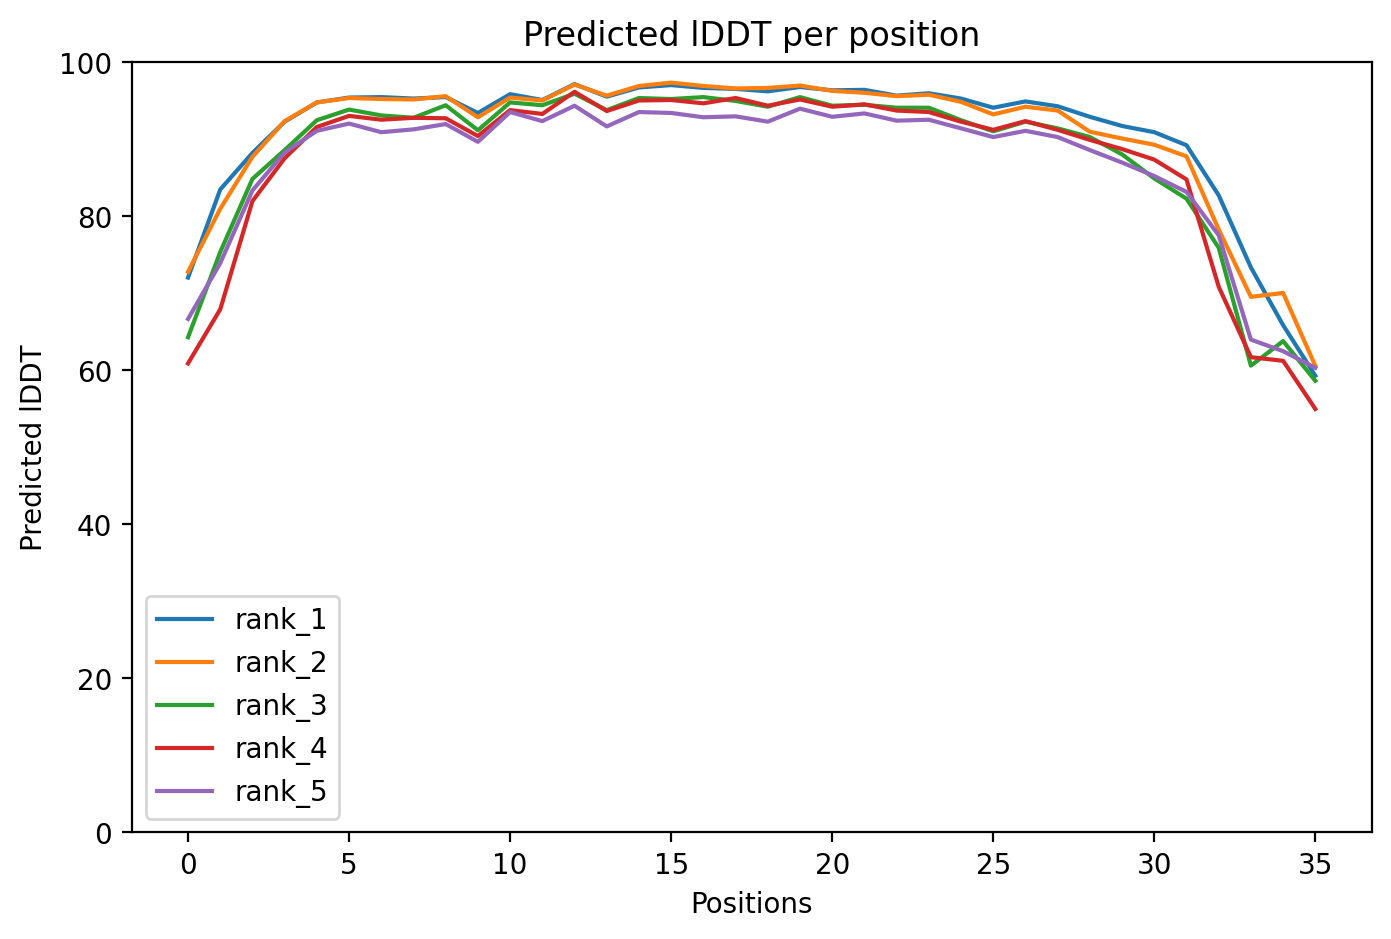 Predicted lDDT per position
Predicted lDDT
100
80
60
40
20
0
rank_1
rank_2
rank_3
rank_4
rank_5
0 5 10 15 20 25 30 35
Positions